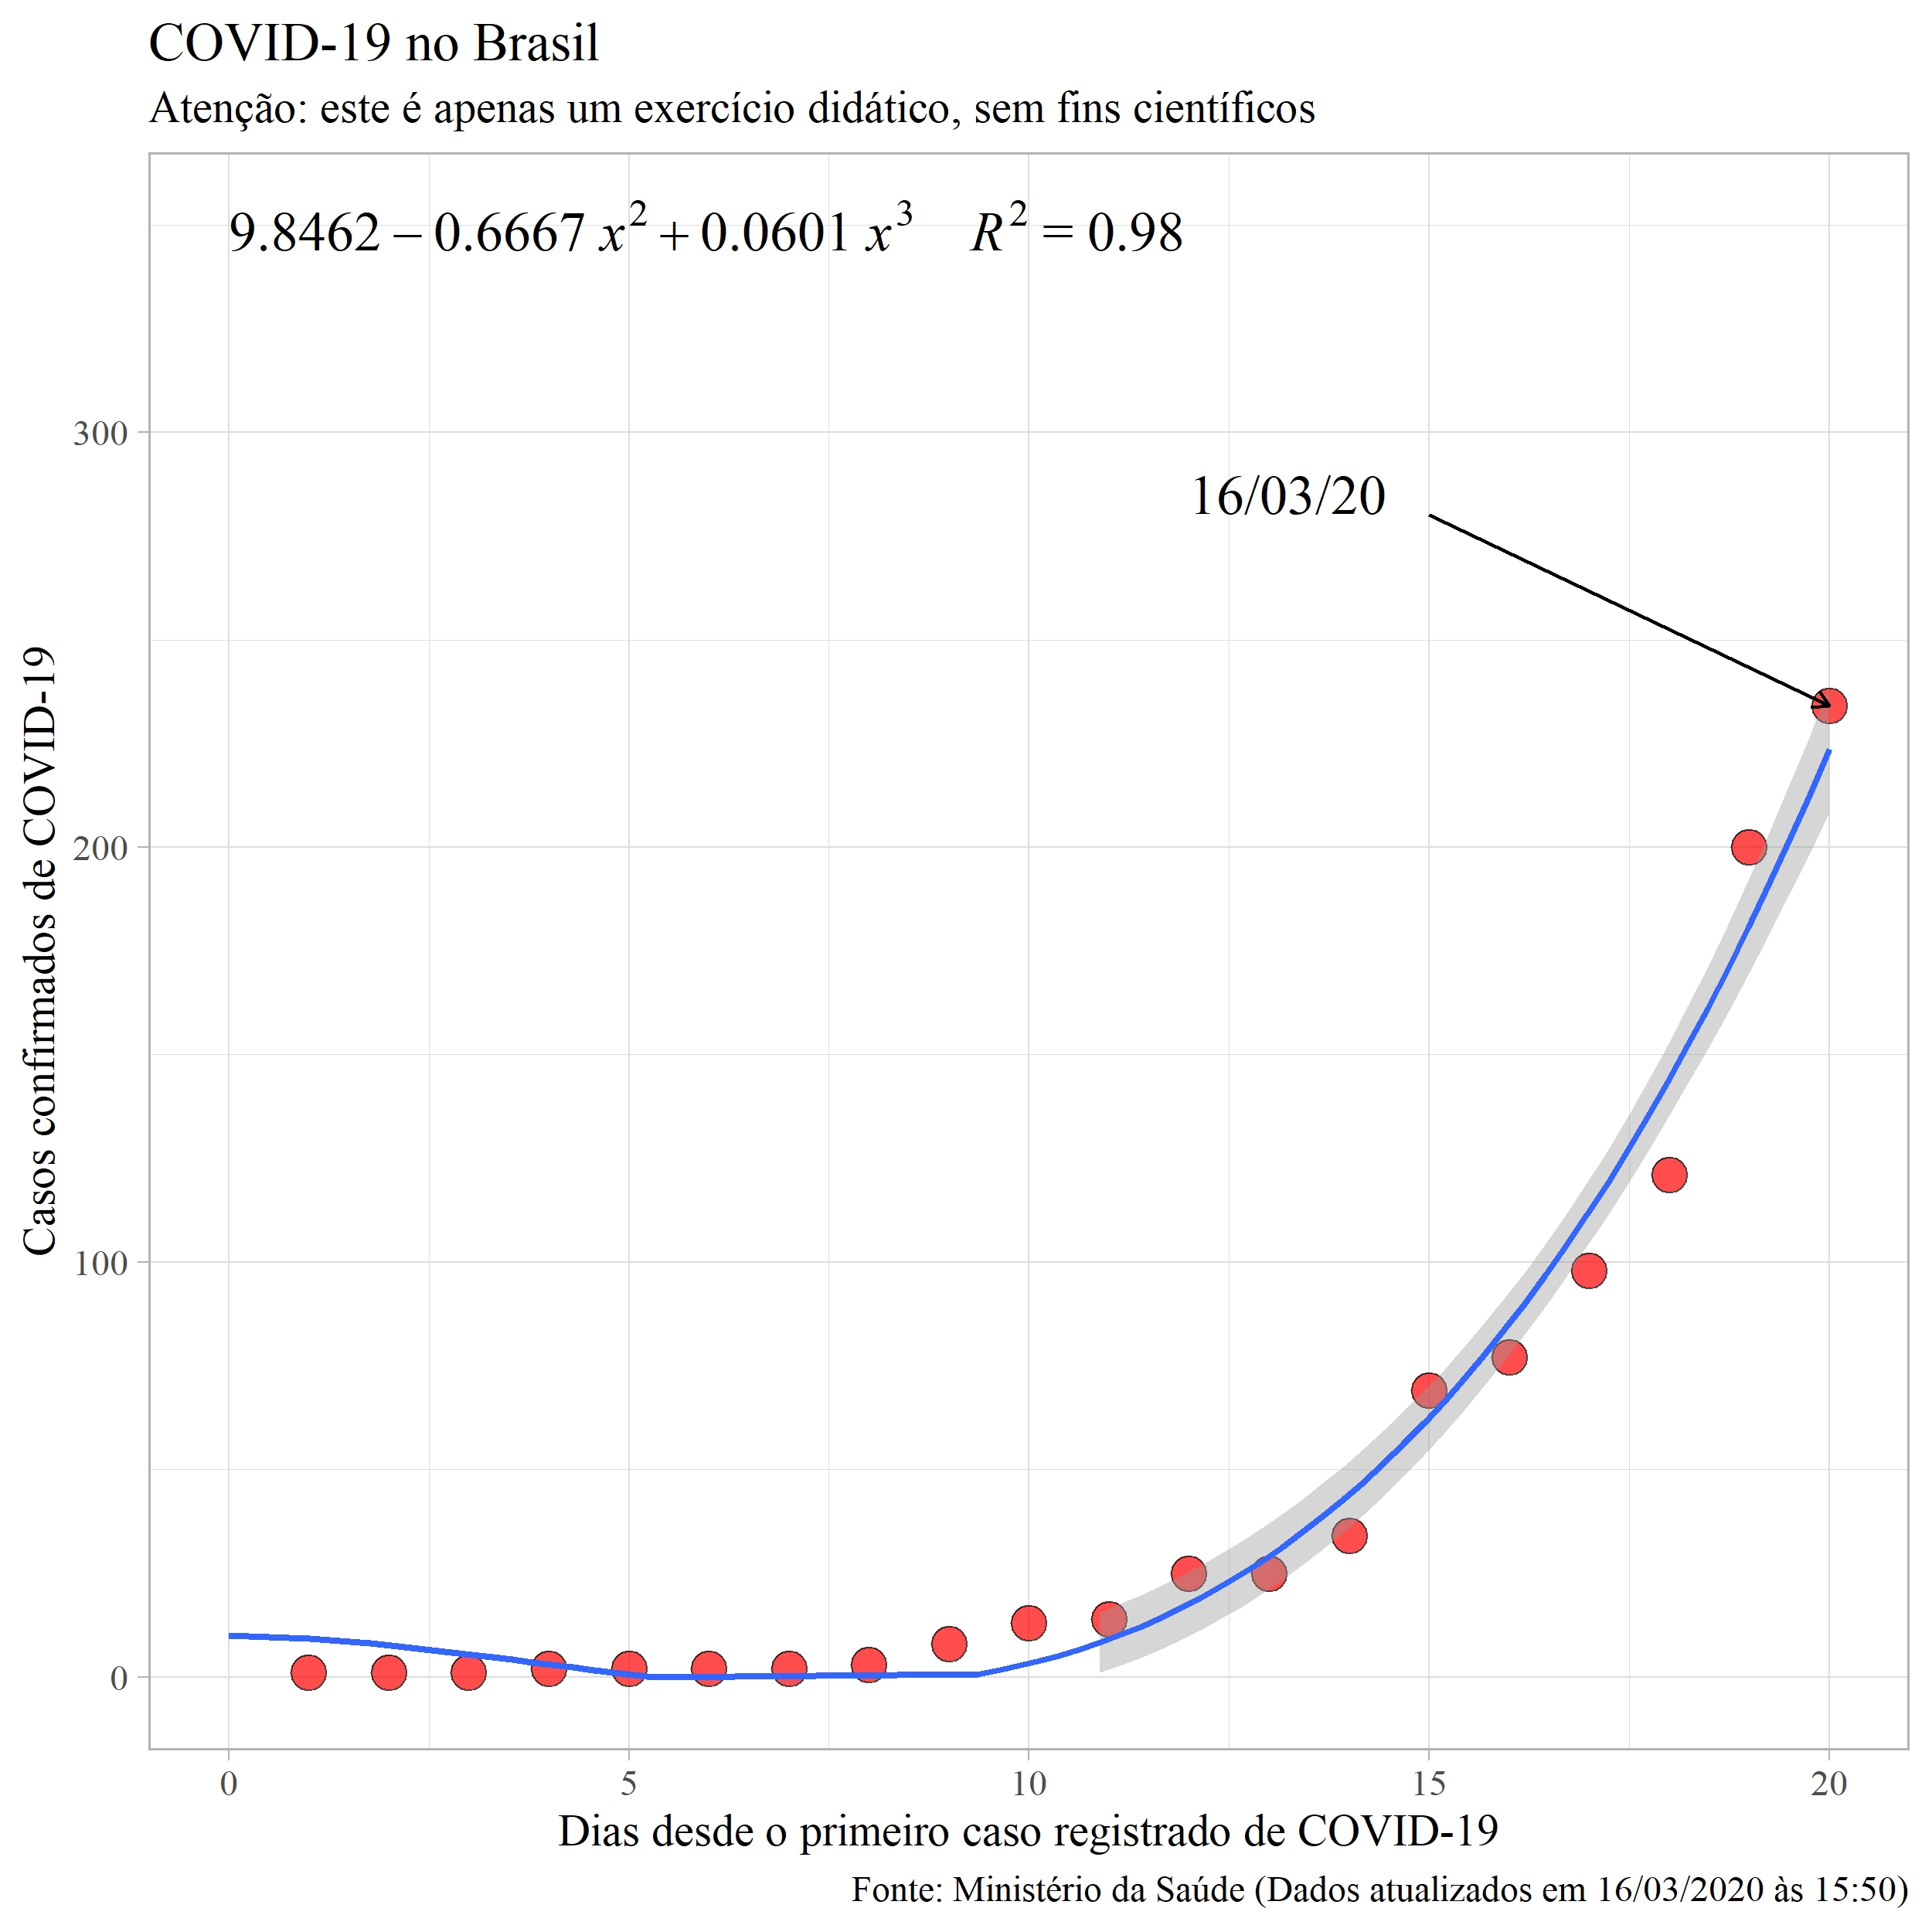 COVID-19 no Brasil
Atenção: este é apenas um exercício didático, sem fins científicos
9.8462 − 0.6667 x² + 0.0601 x³ R² = 0.98
16/03/20
Casos confirmados de COVID-19
300
200
100
0
0 5 10 15 20
Dias desde o primeiro caso registrado de COVID-19
Fonte: Ministério da Saúde (Dados atualizados em 16/03/2020 às 15:50)